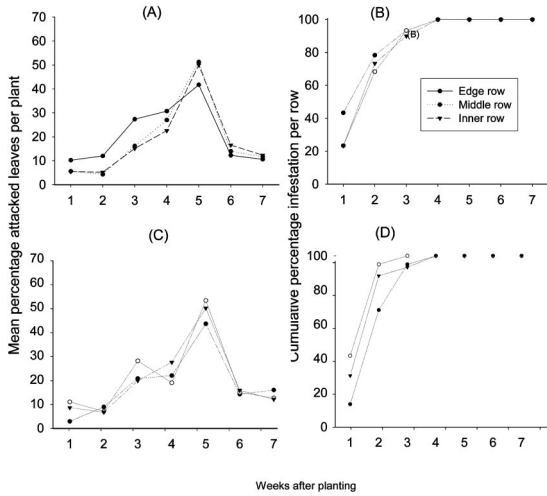 (A)
(B)
Mean percentage attacked leaves per plant
70
60
50
40
30
20
10
0
1 2 3 4 5 6 7
Cumulative percentage infestation per row
100
80
60
40
20
0
(B)
Edge row
Middle row
Inner row
1 2 3 4 5 6 7
(C)
(D)
70
60
50
40
30
20
10
0
1 2 3 4 5 6 7
100
80
60
40
20
0
1 2 3 4 5 6 7
Weeks after planting